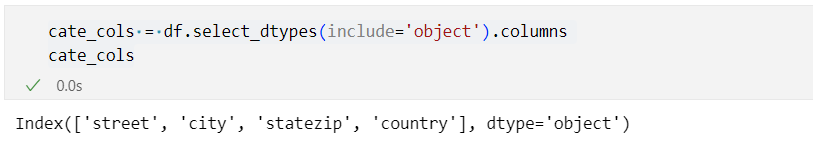 cate_cols = df.select_dtypes(include='object').columns
cate_cols
0.0s
Index(['street', 'city', 'statezip', 'country'], dtype='object')